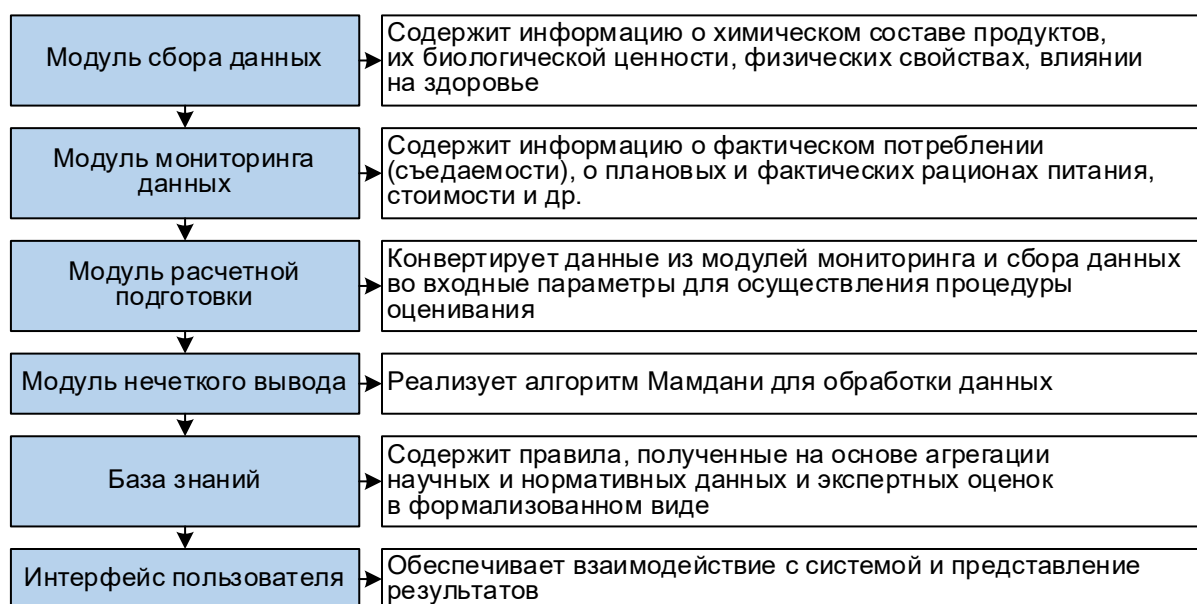 Модуль сбора данных
Содержит информацию о химическом составе продуктов,
их биологической ценности, физических свойствах, влиянии
на здоровье
Модуль мониторинга
данных
Содержит информацию о фактическом потреблении
(съедаемости), о плановых и фактических рационах питания,
стоимости и др.
Модуль расчетной
подготовки
Конвертирует данные из модулей мониторинга и сбора данных
во входные параметры для осуществления процедуры
оценивания
Модуль нечеткого вывода
Реализует алгоритм Мамдани для обработки данных
База знаний
Содержит правила, полученные на основе агрегации
научных и нормативных данных и экспертных оценок
в формализованном виде
Интерфейс пользователя
Обеспечивает взаимодействие с системой и представление
результатов